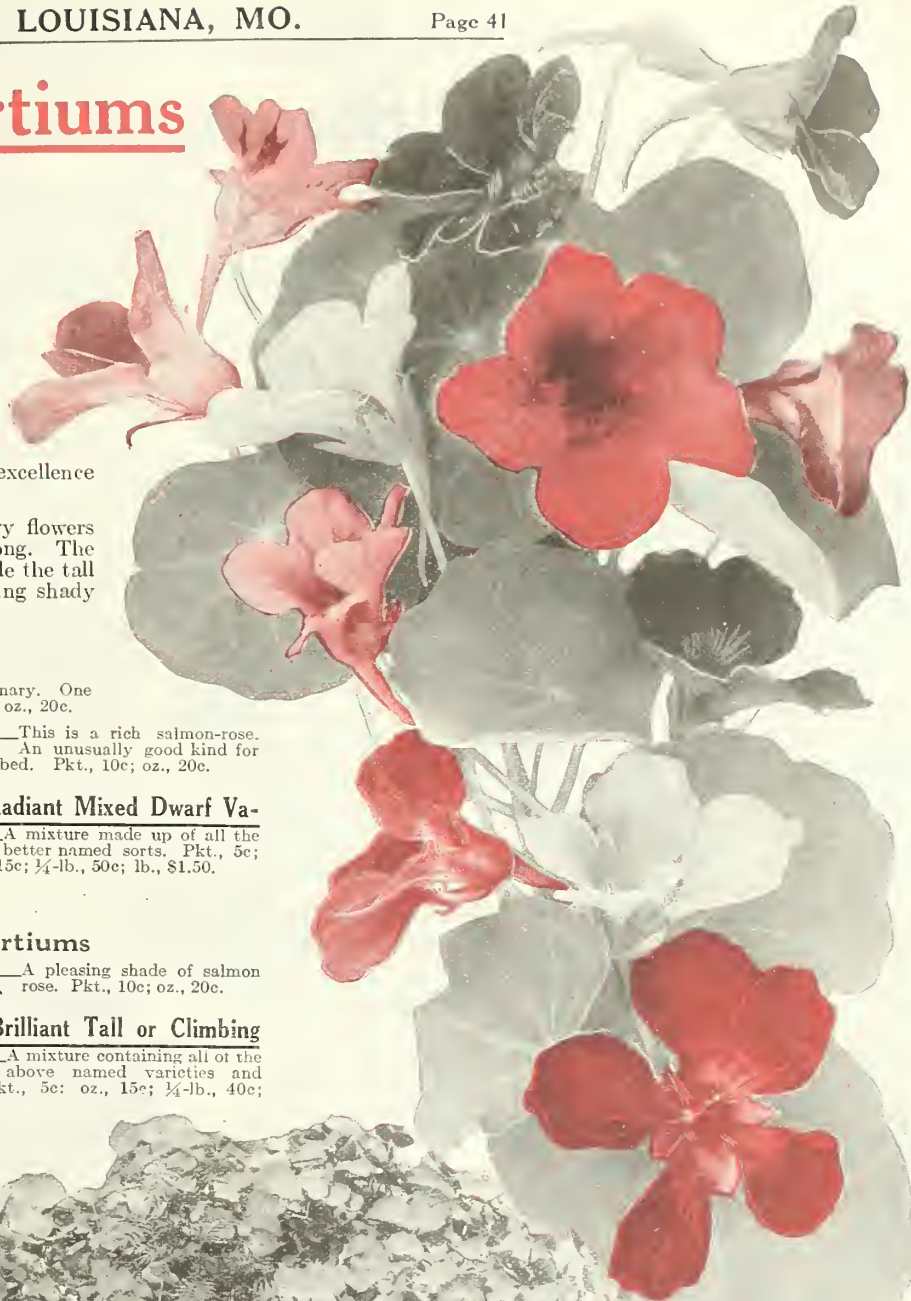 LOUISIANA, MO. Page 41
rtiums
excellence
y flowers
ong. The
le the tall
ng shady
nary. One
oz., 20c.
This is a rich salmon-rose.
An unusually good kind for
bed. Pkt., 10c; oz., 20c.
adiant Mixed Dwarf Va-
A mixture made up of all the
better named sorts. Pkt., 5c;
15c; ¼-lb., 50c; lb., $1.50.
rtiums
A pleasing shade of salmon
rose. Pkt., 10c; oz., 20c.
Brilliant Tall or Climbing
A mixture containing all of the
above named varieties and
kt., 5c: oz., 15c; ¼-lb., 40c;